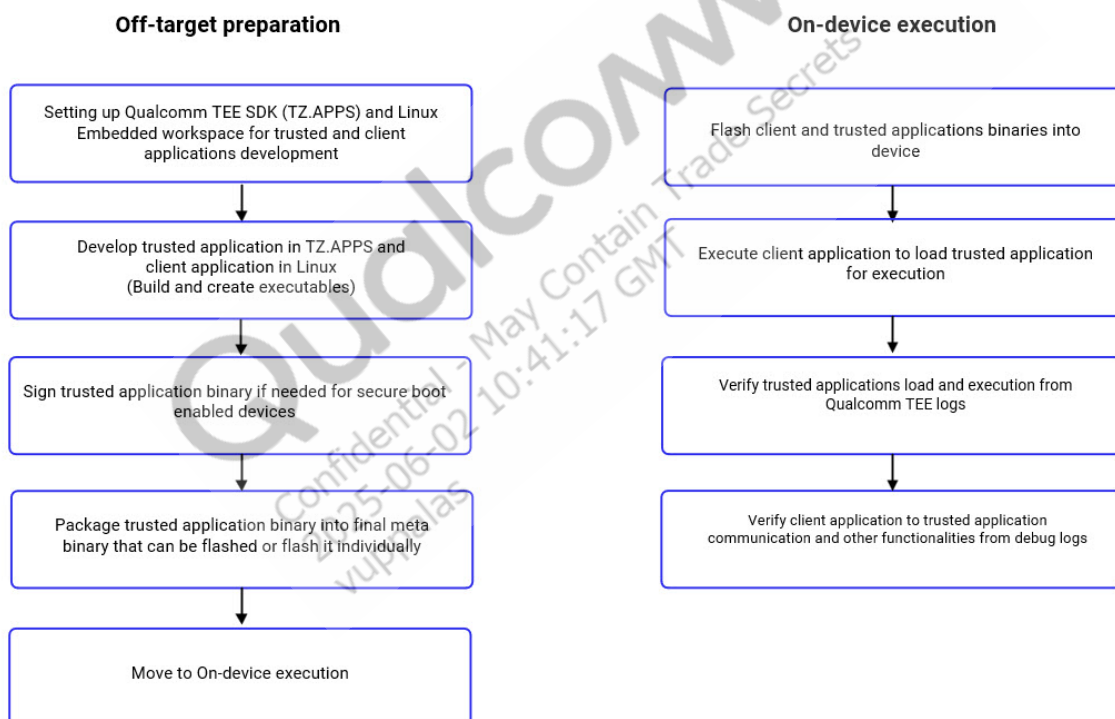 Off-target preparation
Setting up Qualcomm TEE SDK (TZ.APPS) and Linux
Embedded workspace for trusted and client
applications development
Develop trusted application in TZ.APPS and
client application in Linux
(Build and create executables)
Sign trusted application binary if needed for secure boot
enabled devices
Package trusted application binary into final meta
binary that can be flashed or flash it individually
Move to On-device execution
On-device execution
Flash client and trusted applications binaries into
device
Execute client application to load trusted application
for execution
Verify trusted applications load and execution from
Qualcomm TEE logs
Verify client application to trusted application
communication and other functionalities from debug logs
Qualcomm
Confidential - May Contain Trade Secrets
2025-06-02 10:41:17 GMT
vuppalas